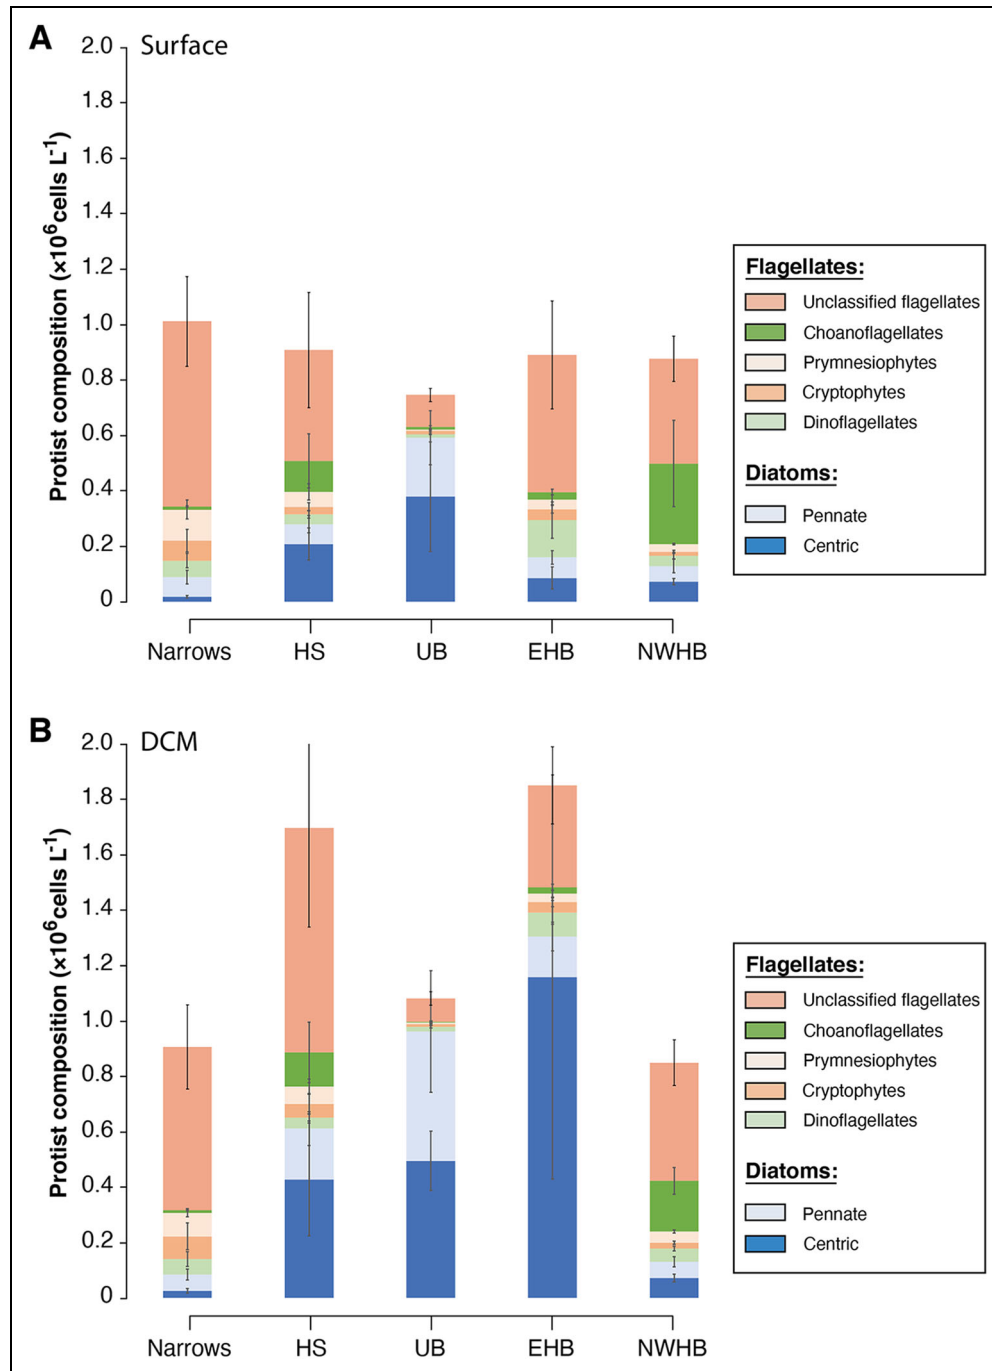 A
Surface
Protist composition (×10⁶cells L⁻¹)
2.0
1.8
1.6
1.4
1.2
1.0
0.8
0.6
0.4
0.2
0
Narrows HS UB EHB NWHB
Flagellates:
Unclassified flagellates
Choanoflagellates
Prymnesiophytes
Cryptophytes
Dinoflagellates
Diatoms:
Pennate
Centric
B
DCM
Protist composition (×10⁶cells L⁻¹)
2.0
1.8
1.6
1.4
1.2
1.0
0.8
0.6
0.4
0.2
0
Narrows HS UB EHB NWHB
Flagellates:
Unclassified flagellates
Choanoflagellates
Prymnesiophytes
Cryptophytes
Dinoflagellates
Diatoms:
Pennate
Centric